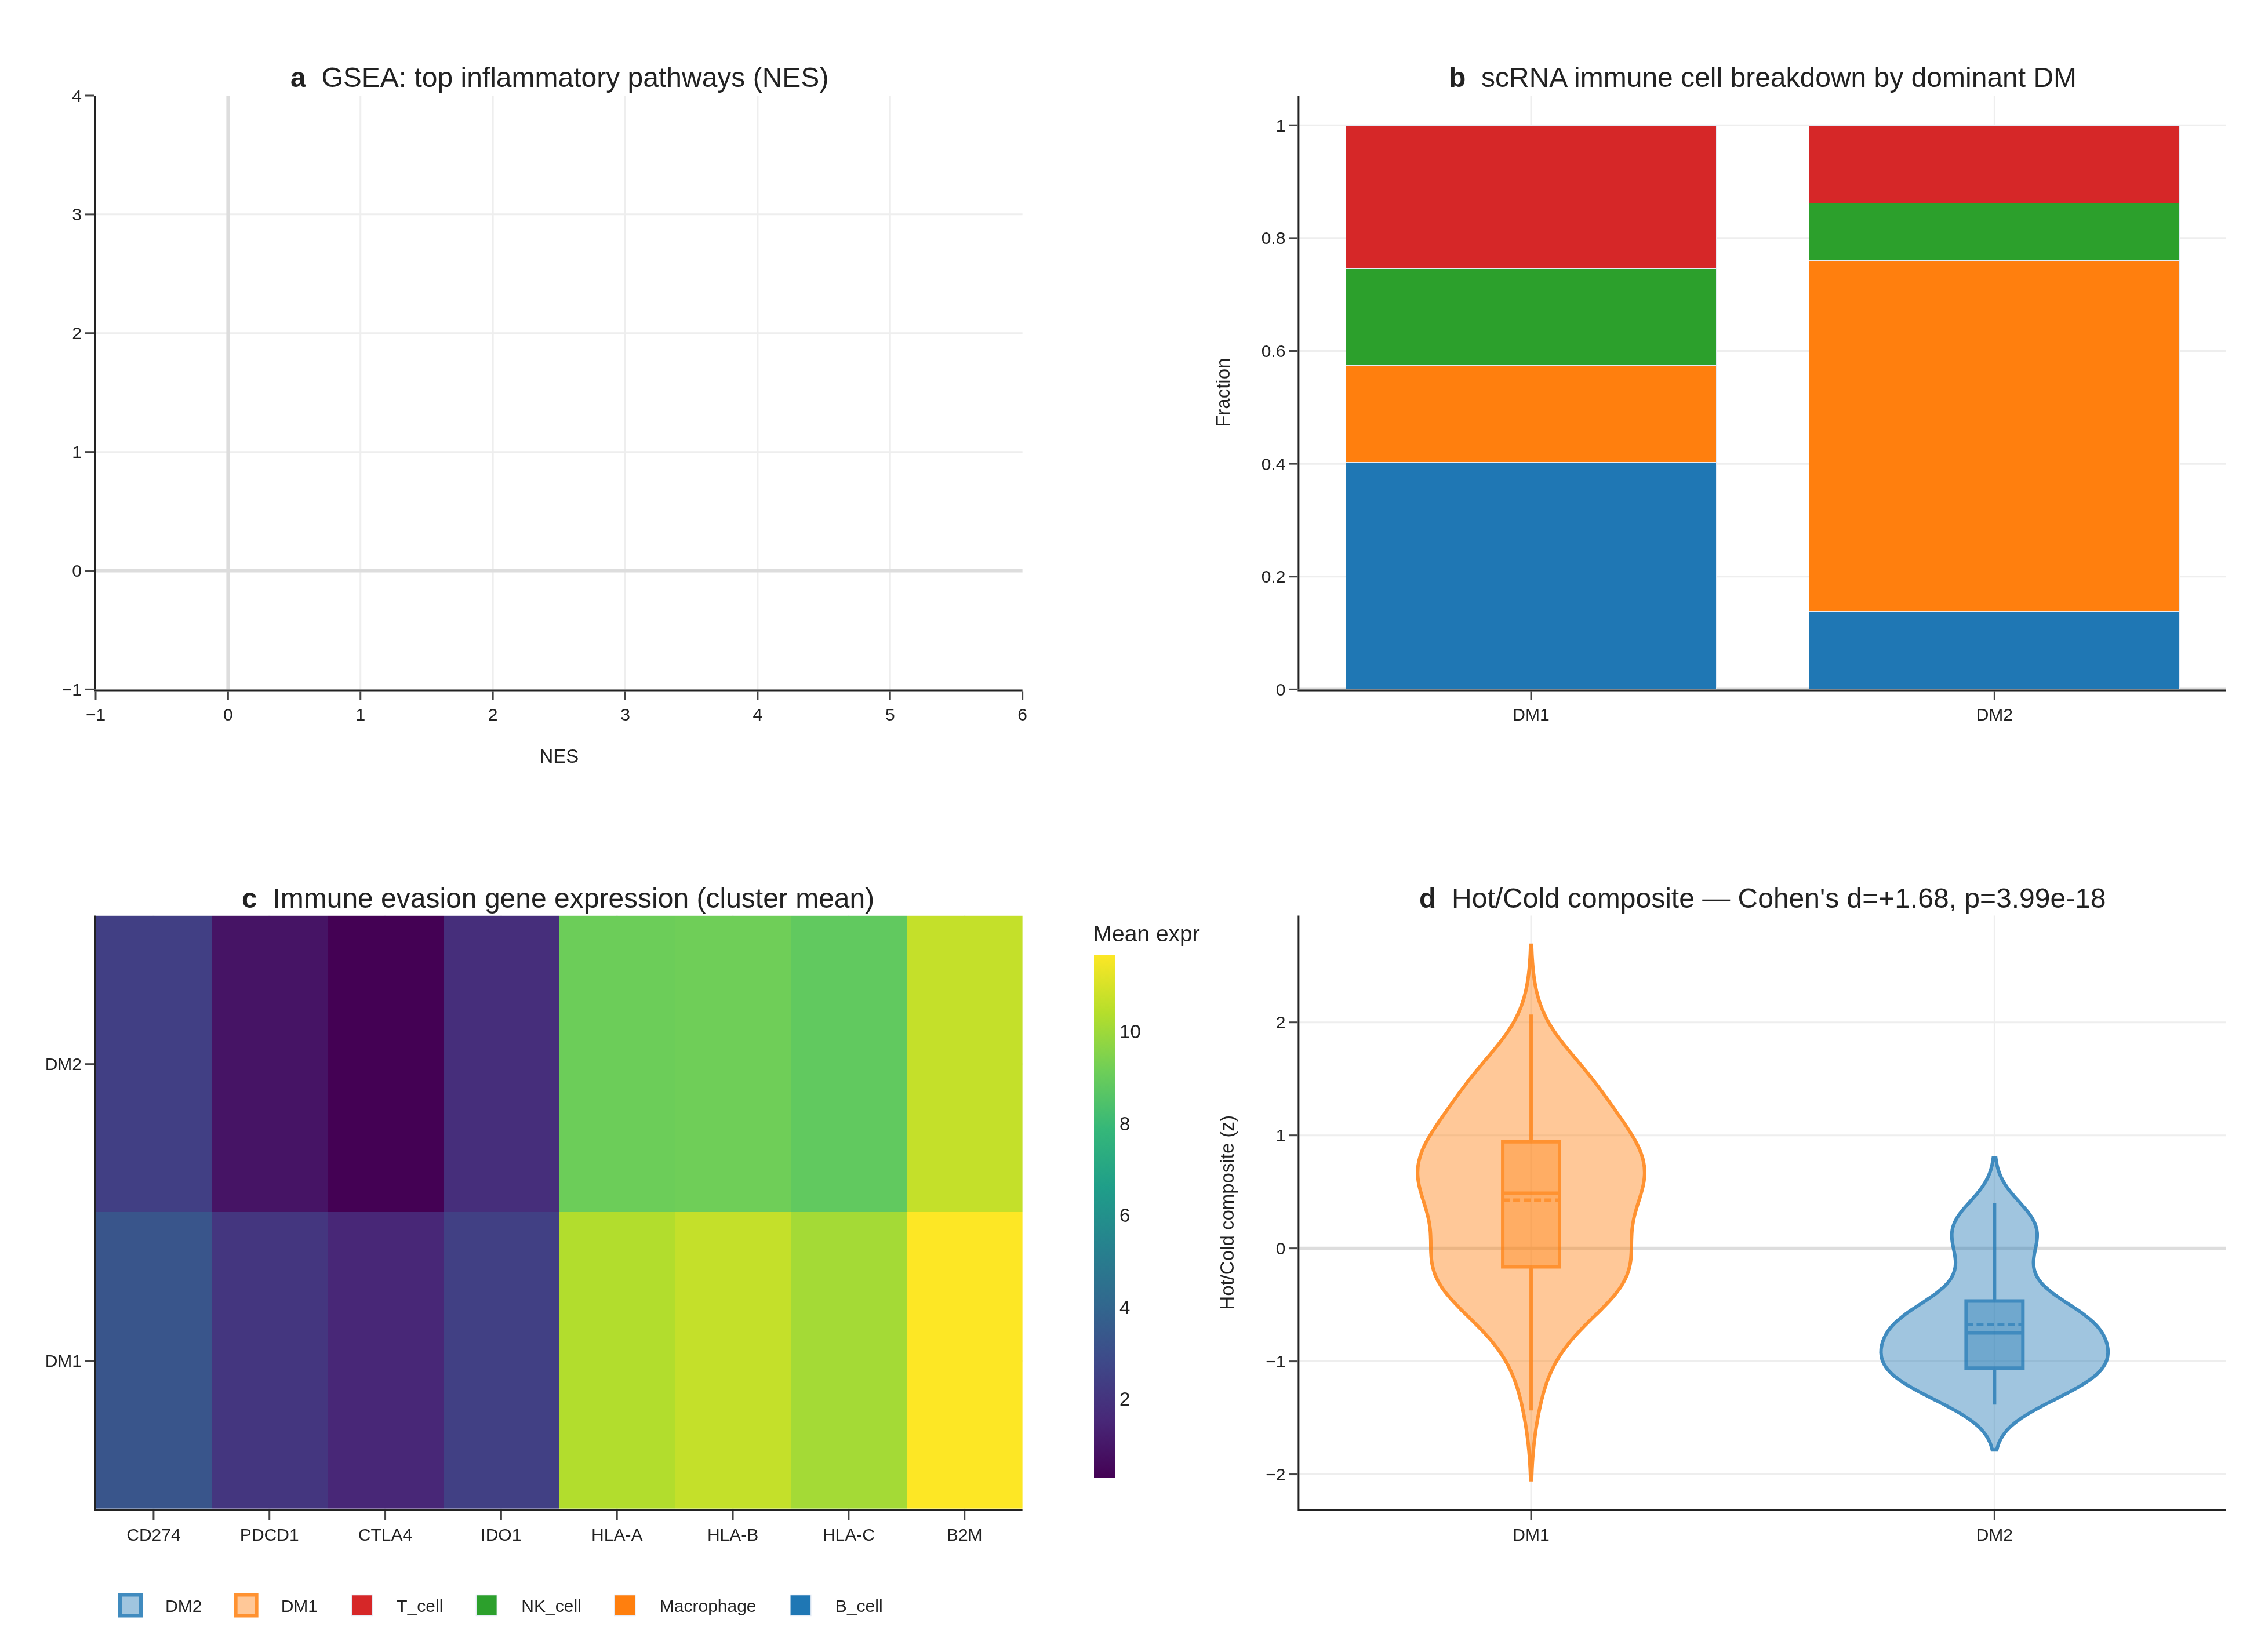 a GSEA: top inflammatory pathways (NES)
4
3
2
1
0
−1
−1 0 1 2 3 4 5 6
NES
b scRNA immune cell breakdown by dominant DM
1
0.8
0.6
0.4
0.2
0
Fraction
DM1 DM2
c Immune evasion gene expression (cluster mean)
DM2
DM1
CD274 PDCD1 CTLA4 IDO1 HLA-A HLA-B HLA-C B2M
Mean expr
10
8
6
4
2
d Hot/Cold composite — Cohen's d=+1.68, p=3.99e-18
2
1
0
−1
−2
Hot/Cold composite (z)
DM1 DM2
DM2 DM1 T_cell NK_cell Macrophage B_cell